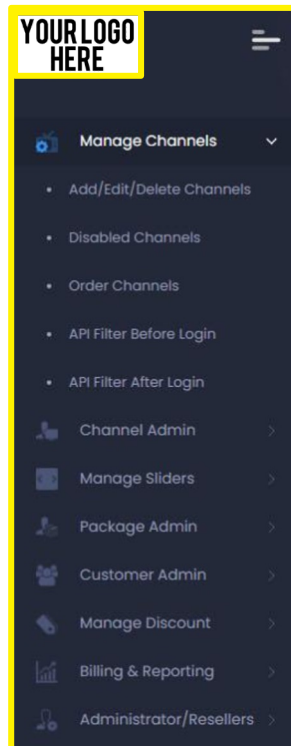 YOUR LOGO
HERE
Manage Channels
Add/Edit/Delete Channels
Disabled Channels
Order Channels
API Filter Before Login
API Filter After Login
Channel Admin
Manage Sliders
Package Admin
Customer Admin
Manage Discount
Billing & Reporting
Administrator/Resellers